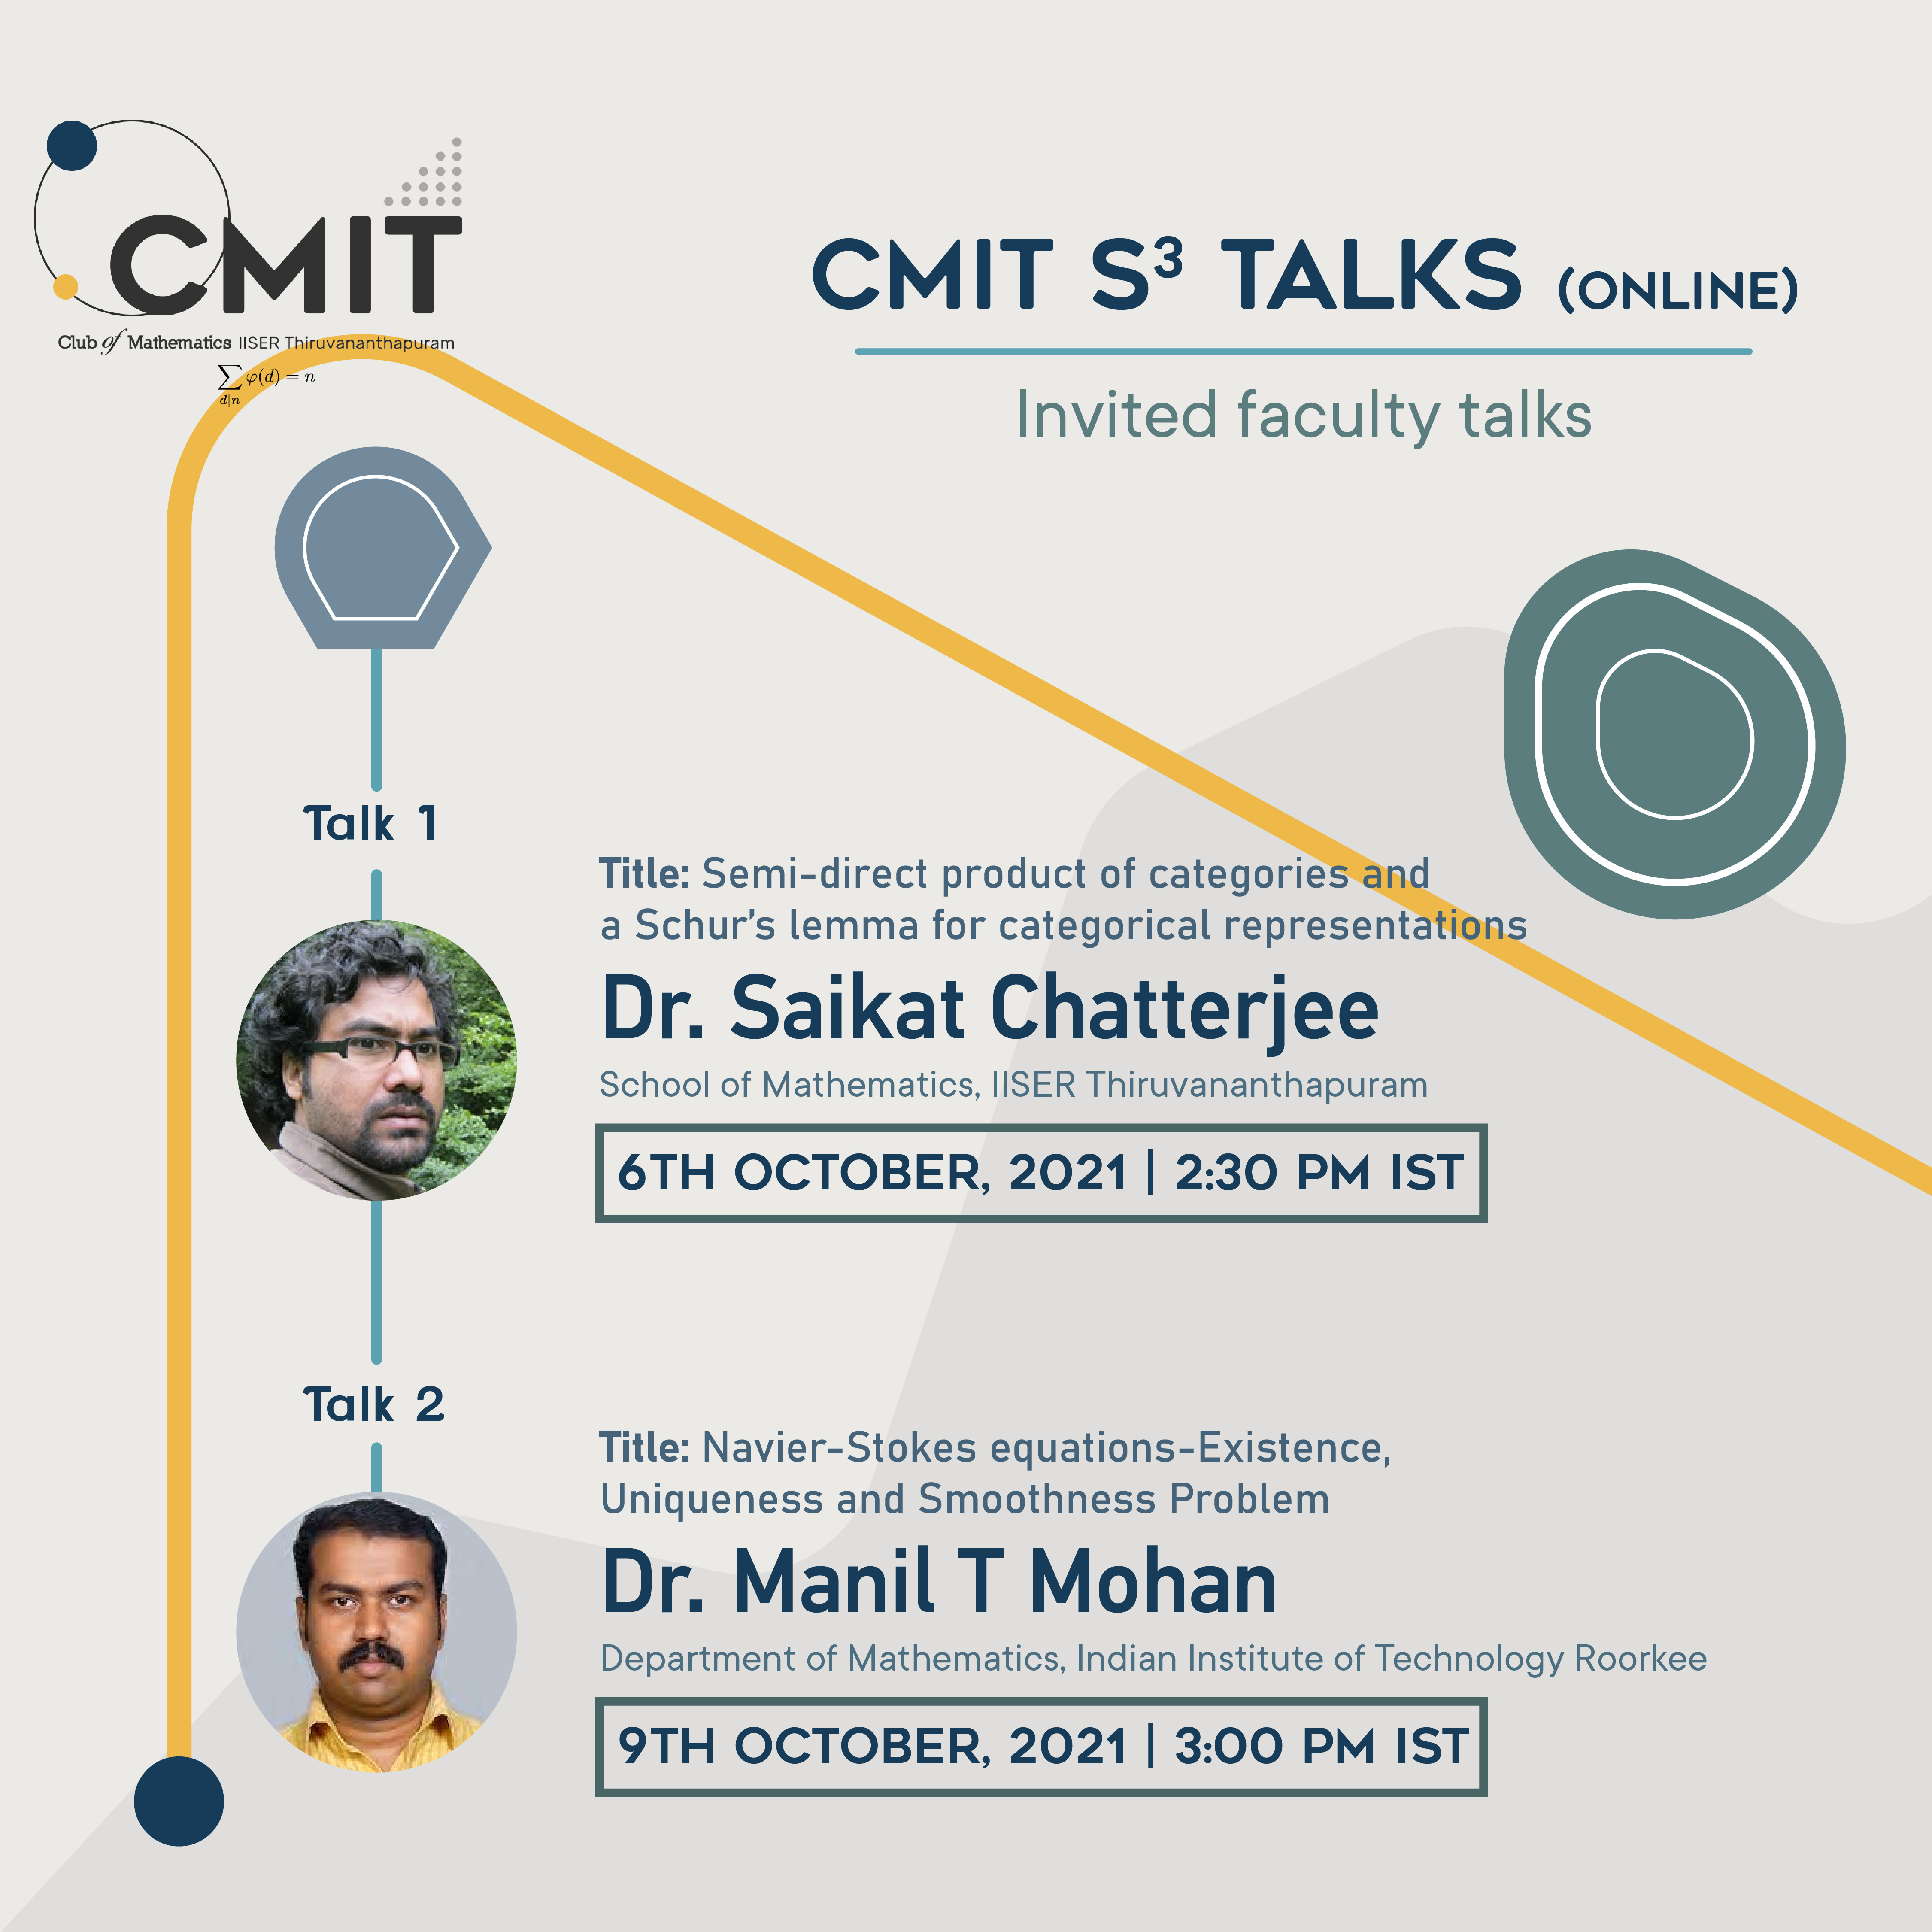 CMIT
Club of Mathematics IISER Thiruvananthapuram
∑ φ(d) = n
d|n
CMIT S³ TALKS (ONLINE)
Invited faculty talks
Talk 1
Title: Semi-direct product of categories and
a Schur's lemma for categorical representations
Dr. Saikat Chatterjee
School of Mathematics, IISER Thiruvananthapuram
6TH OCTOBER, 2021 | 2:30 PM IST
Talk 2
Title: Navier-Stokes equations-Existence,
Uniqueness and Smoothness Problem
Dr. Manil T Mohan
Department of Mathematics, Indian Institute of Technology Roorkee
9TH OCTOBER, 2021 | 3:00 PM IST